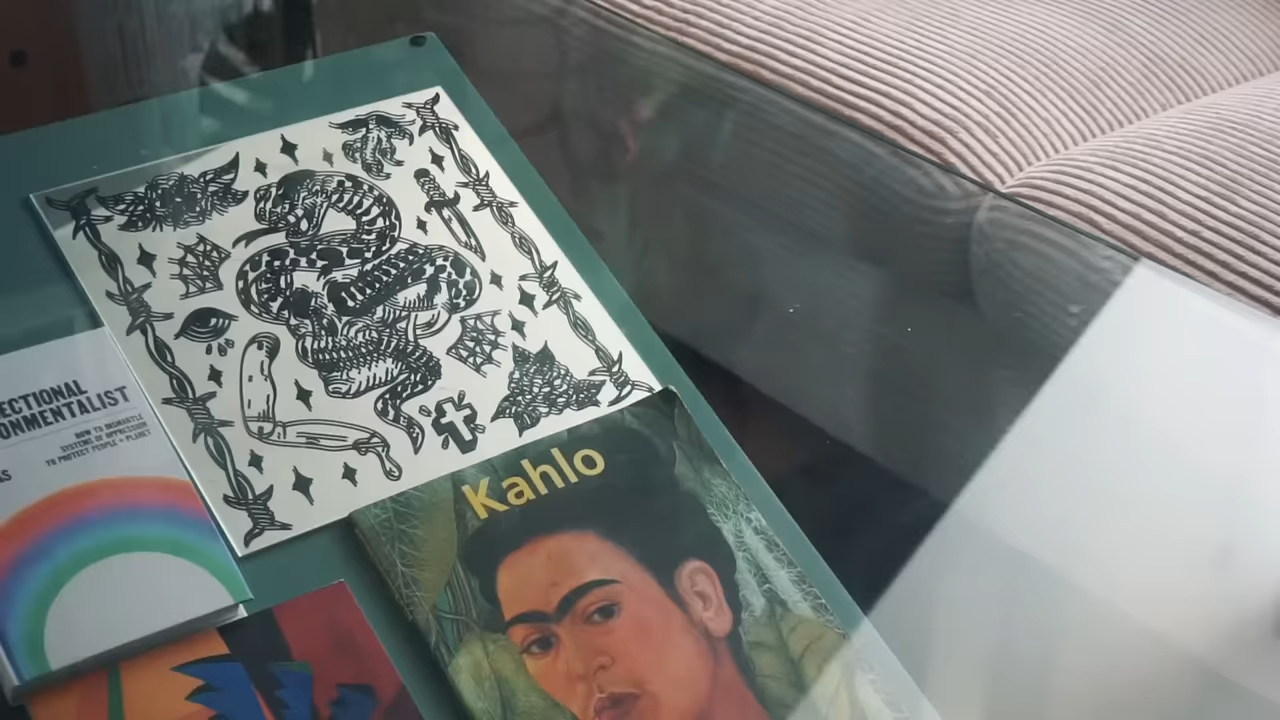 ECTIONAL
ONMENTALIST
HOW TO DISMANTLE
SYSTEMS OF OPPRESSION
TO PROTECT PEOPLE + PLANET
AS
Kahlo